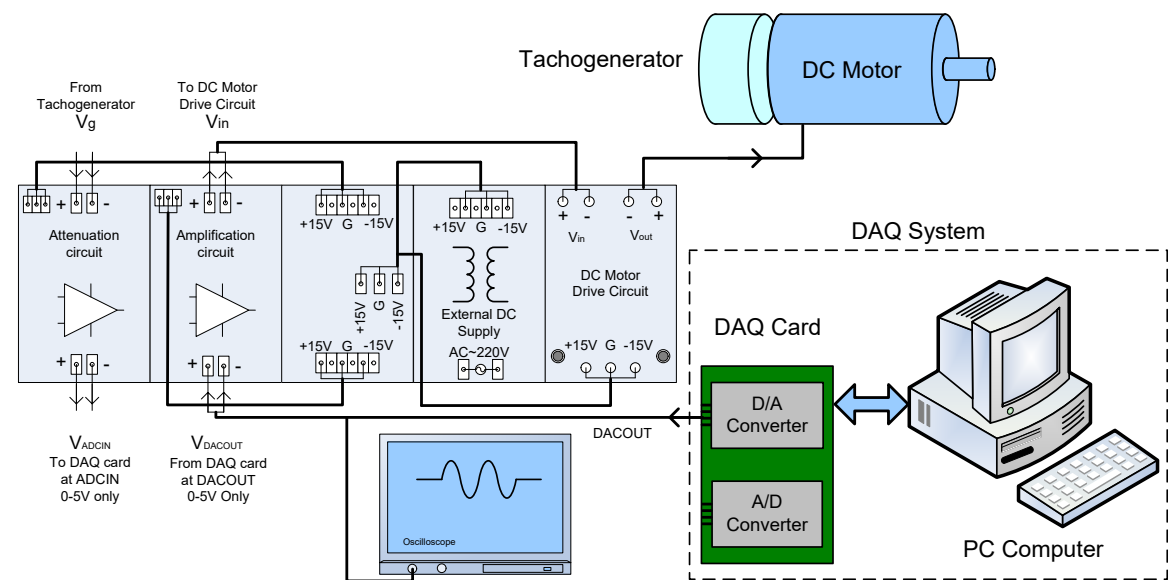 Tachogenerator
DC Motor
From
Tachogenerator
Vg
To DC Motor
Drive Circuit
Vin
+ -
Attenuation
circuit
+ -
+ -
Amplification
circuit
+ -
+15V G -15V
+15V
G
-15V
+15V G -15V
+15V G -15V
External DC
Supply
AC~220V
+ -
Vin
- +
Vout
DC Motor
Drive Circuit
+15V G -15V
VADCIN
To DAQ card
at ADCIN
0-5V only
VDACOUT
From DAQ card
at DACOUT
0-5V Only
DACOUT
Oscilloscope
DAQ System
DAQ Card
D/A
Converter
A/D
Converter
PC Computer